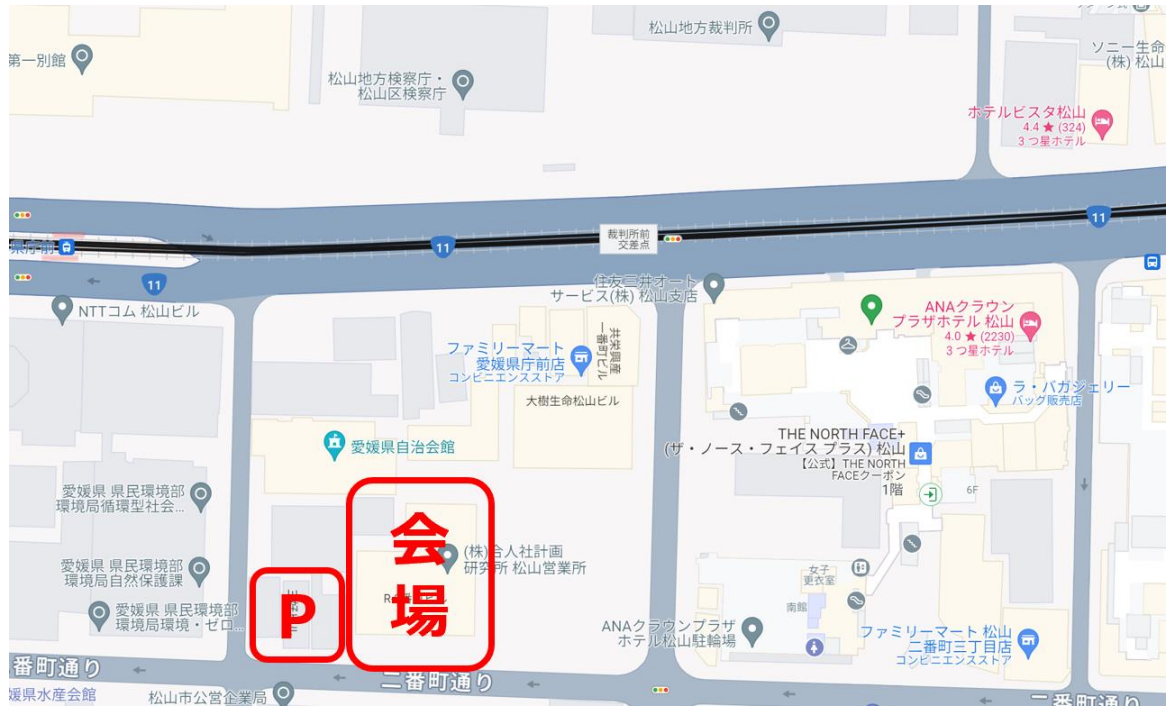 松山地方裁判所
第一別館
松山地方検察庁・
松山区検察庁
ソニー生命
(株) 松山
ホテルビスタ松山
4.4 ★ (324)
3 つ星ホテル
11
裁判所前
交差点
11
県庁前
11
NTTコム 松山ビル
住友三井オート
サービス(株) 松山支店
ANAクラウン
プラザホテル 松山
4.0 ★ (2230)
3 つ星ホテル
ファミリーマート
愛媛県庁前店
コンビニエンスストア
共栄興産
一番町ビル
大樹生命松山ビル
ラ・バガジェリー
バッグ販売店
愛媛県自治会館
THE NORTH FACE+
(ザ・ノース・フェイス プラス) 松山
【公式】THE NORTH
FACEクーポン
1階
6F
愛媛県 県民環境部
環境局循環型社会...
会
場
(株)合人社計画
研究所 松山営業所
愛媛県 県民環境部
環境局自然保護課
P
愛媛県 県民環境部
環境局環境・ゼロ...
女子
更衣室
南館
ANAクラウンプラザ
ホテル松山駐輪場
ファミリーマート 松山
二番町三丁目店
コンビニエンスストア
二番町通り
二番町通り
二番町通り
媛県水産会館
松山市公営企業局